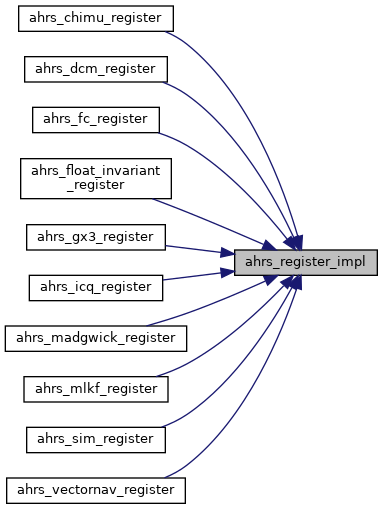 ahrs_chimu_register
ahrs_dcm_register
ahrs_fc_register
ahrs_float_invariant
_register
ahrs_gx3_register
ahrs_register_impl
ahrs_icq_register
ahrs_madgwick_register
ahrs_mlkf_register
ahrs_sim_register
ahrs_vectornav_register